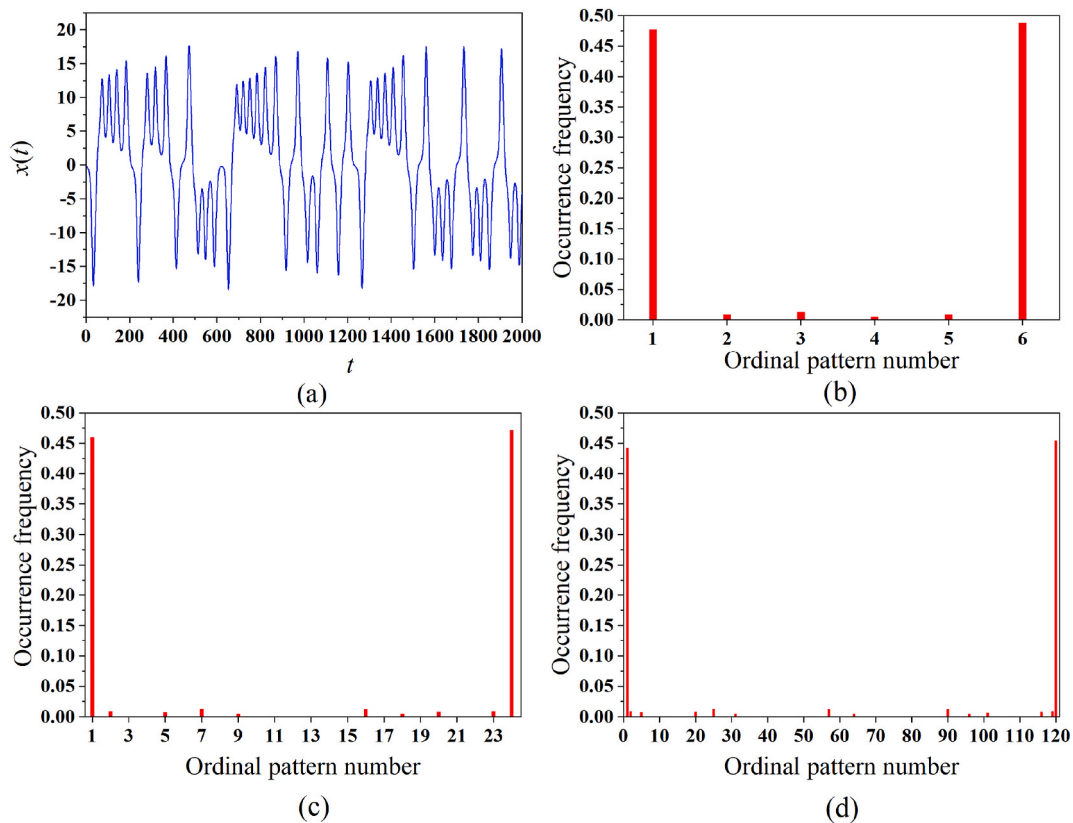 20
15
10
5
0
-5
-10
-15
-20
x(t)
0 200 400 600 800 1000 1200 1400 1600 1800 2000
t
(a)
0.50
0.45
0.40
0.35
0.30
0.25
0.20
0.15
0.10
0.05
0.00
Occurrence frequency
1 2 3 4 5 6
Ordinal pattern number
(b)
0.50
0.45
0.40
0.35
0.30
0.25
0.20
0.15
0.10
0.05
0.00
Occurrence frequency
1 3 5 7 9 11 13 15 17 19 21 23
Ordinal pattern number
(c)
0.50
0.45
0.40
0.35
0.30
0.25
0.20
0.15
0.10
0.05
0.00
Occurrence frequency
0 10 20 30 40 50 60 70 80 90 100 110 120
Ordinal pattern number
(d)